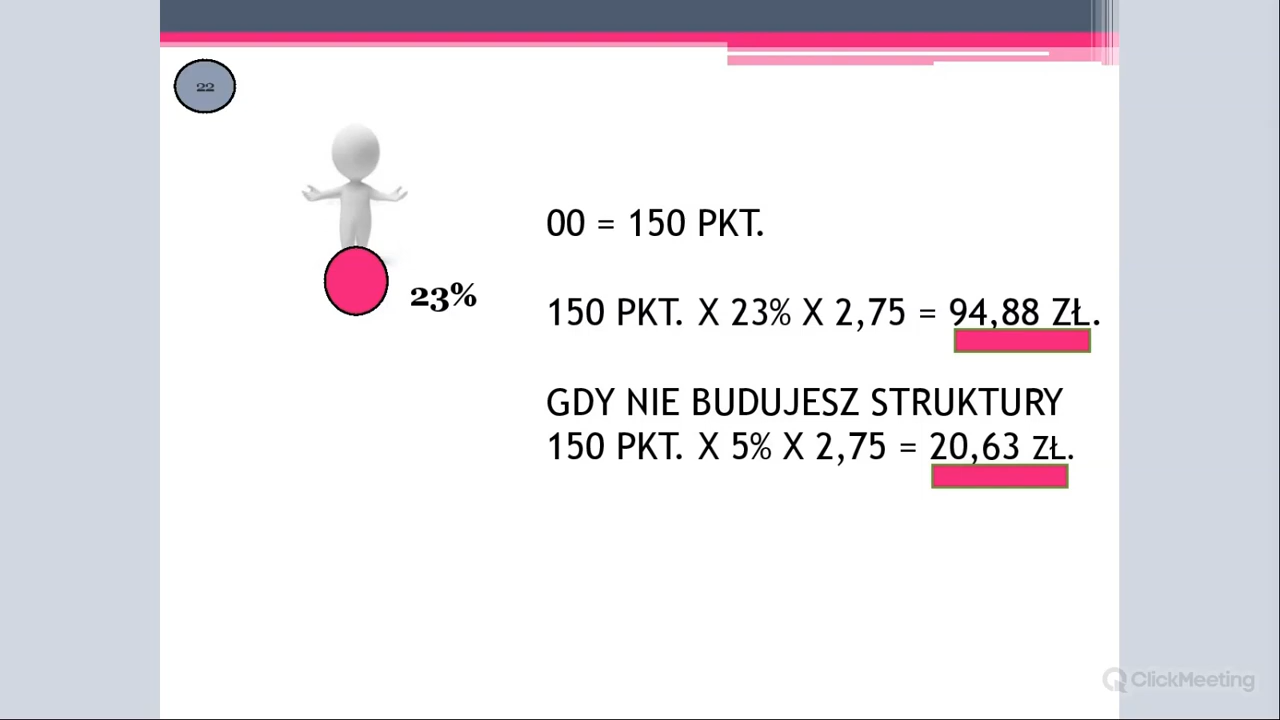 22
OO = 150 PKT.
23%
150 PKT. X 23% X 2,75 = 94,88 ZŁ.
GDY NIE BUDUJESZ STRUKTURY
150 PKT. X 5% X 2,75 = 20,63 ZŁ.
ClickMeeting